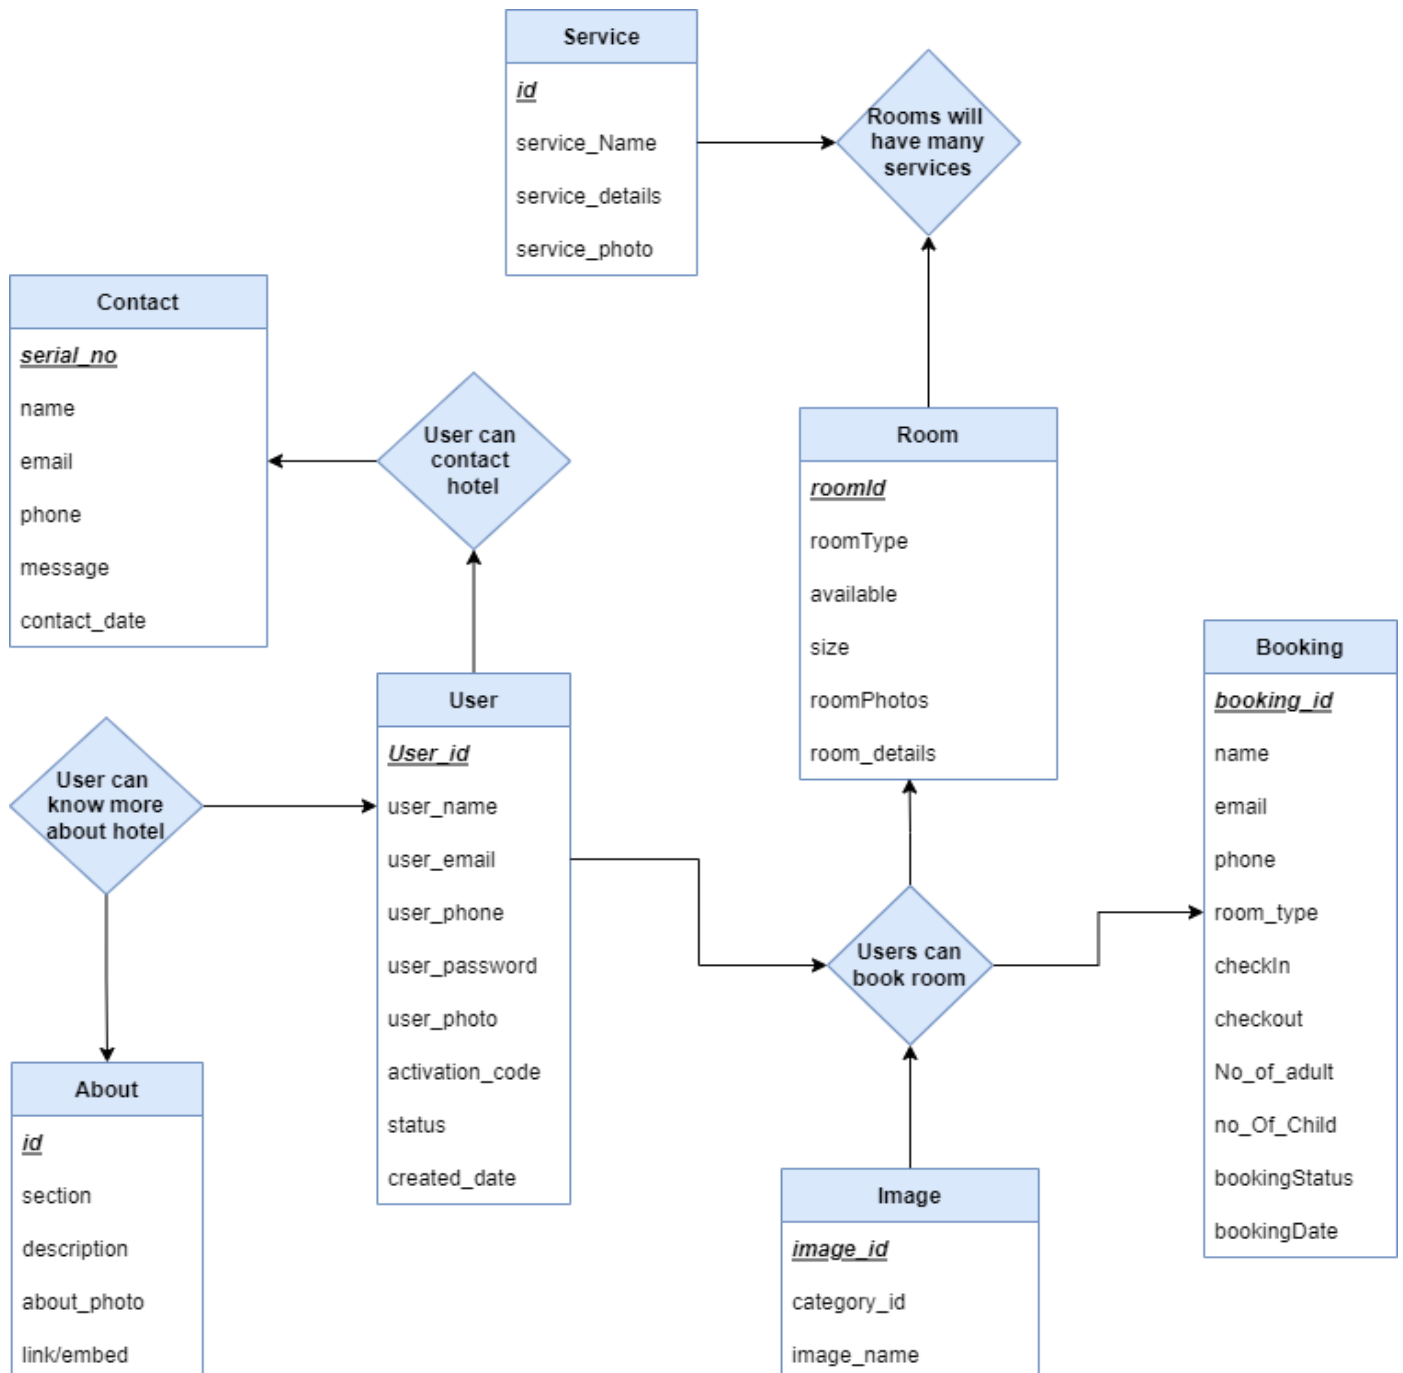 Service
id
service_Name
service_details
service_photo
Rooms will
have many
services
Contact
serial_no
name
email
phone
message
contact_date
User can
contact
hotel
Room
roomId
roomType
available
size
roomPhotos
room_details
Booking
booking_id
name
email
phone
room_type
checkIn
checkout
No_of_adult
no_Of_Child
bookingStatus
bookingDate
User can
know more
about hotel
User
User_id
user_name
user_email
user_phone
user_password
user_photo
activation_code
status
created_date
Users can
book room
About
id
section
description
about_photo
link/embed
Image
image_id
category_id
image_name